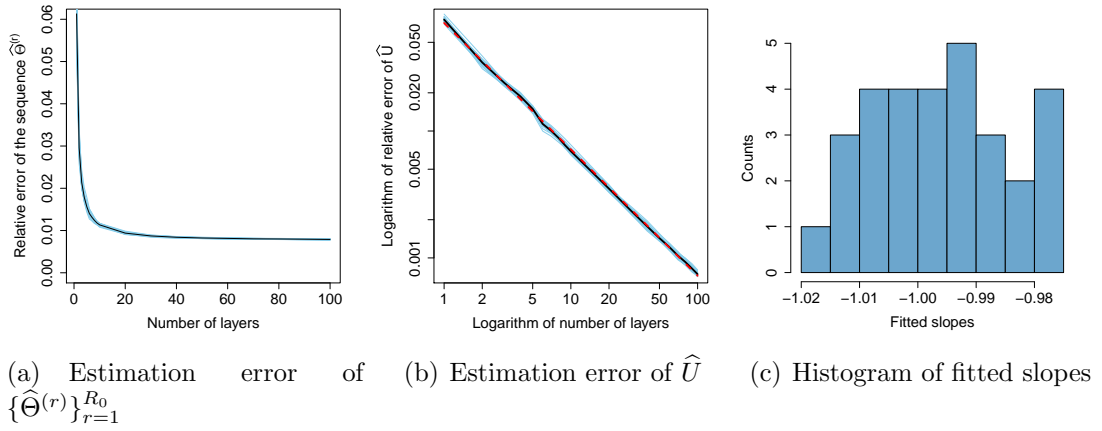 Relative error of the sequence Θ̂⁽ʳ⁾
0.00 0.01 0.02 0.03 0.04 0.05 0.06
0 20 40 60 80 100
Number of layers
Logarithm of relative error of Û
0.001 0.005 0.020 0.050
1 2 5 10 20 50 100
Logarithm of number of layers
Counts
0 1 2 3 4 5
−1.02 −1.01 −1.00 −0.99 −0.98
Fitted slopes
(a) Estimation error of
{Θ̂⁽ʳ⁾}ᴿ⁰ᵣ₌₁
(b) Estimation error of Û
(c) Histogram of fitted slopes